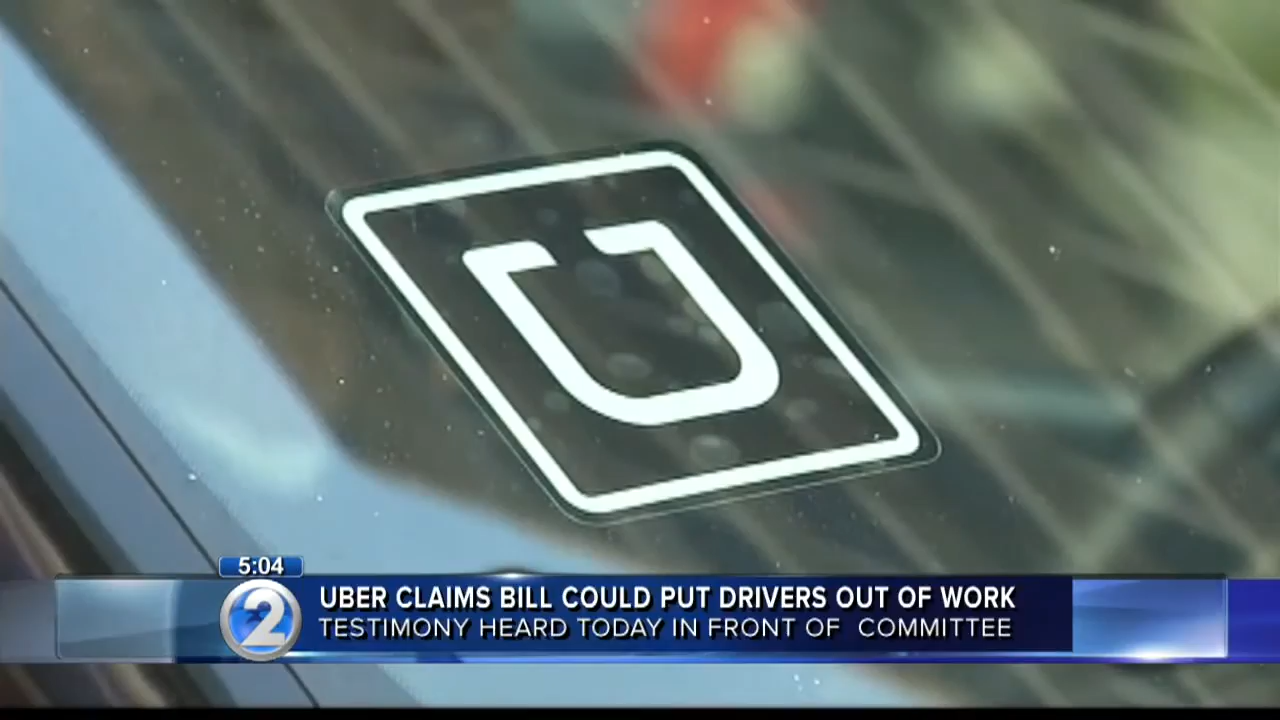 U
5:04
2
UBER CLAIMS BILL COULD PUT DRIVERS OUT OF WORK
TESTIMONY HEARD TODAY IN FRONT OF COMMITTEE